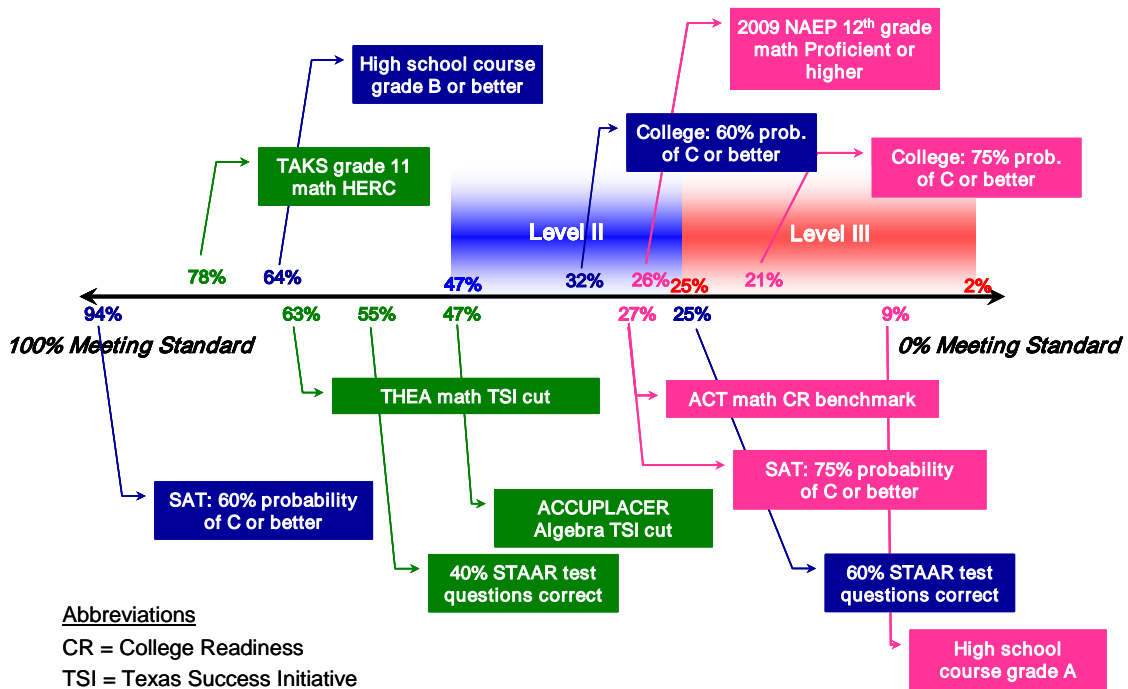 2009 NAEP 12th grade
math Proficient or
higher
High school course
grade B or better
College: 60% prob.
of C or better
College: 75% prob.
of C or better
TAKS grade 11
math HERC
Level II
Level III
78%
64%
47%
32%
26%
25%
21%
2%
94%
63%
55%
47%
27%
25%
9%
100% Meeting Standard
0% Meeting Standard
THEA math TSI cut
ACT math CR benchmark
SAT: 75% probability
of C or better
SAT: 60% probability
of C or better
ACCUPLACER
Algebra TSI cut
40% STAAR test
questions correct
60% STAAR test
questions correct
High school
course grade A
Abbreviations
CR = College Readiness
TSI = Texas Success Initiative